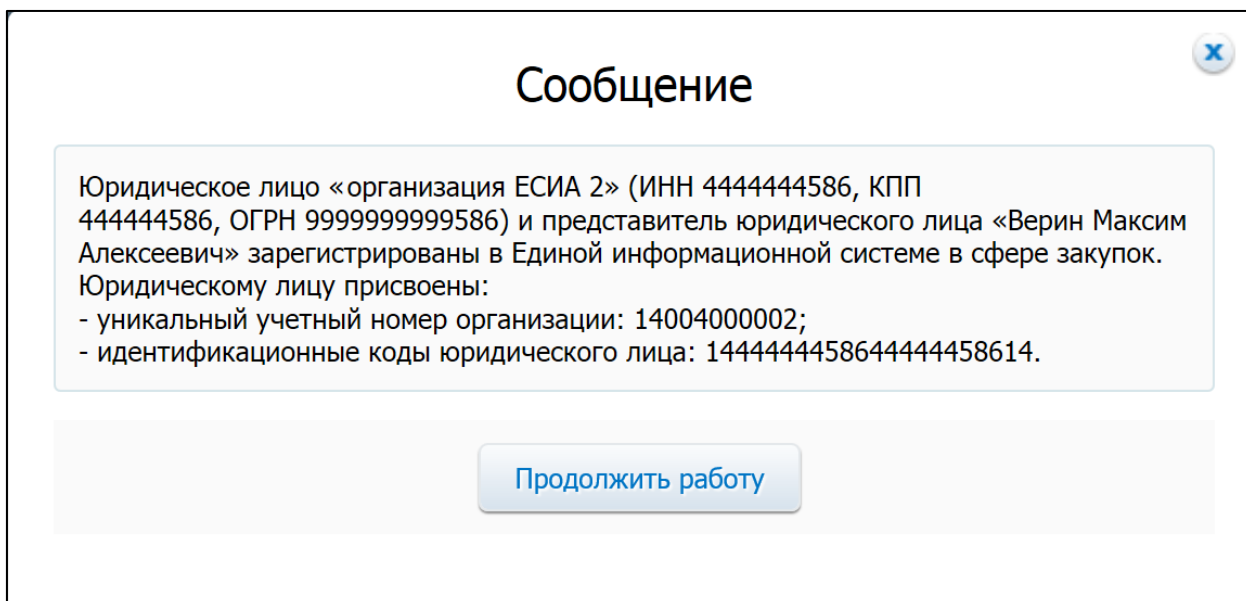 x
Сообщение
Юридическое лицо «организация ЕСИА 2» (ИНН 4444444586, КПП
444444586, ОГРН 9999999999586) и представитель юридического лица «Верин Максим
Алексеевич» зарегистрированы в Единой информационной системе в сфере закупок.
Юридическому лицу присвоены:
- уникальный учетный номер организации: 14004000002;
- идентификационные коды юридического лица: 1444444458644444458614.
Продолжить работу